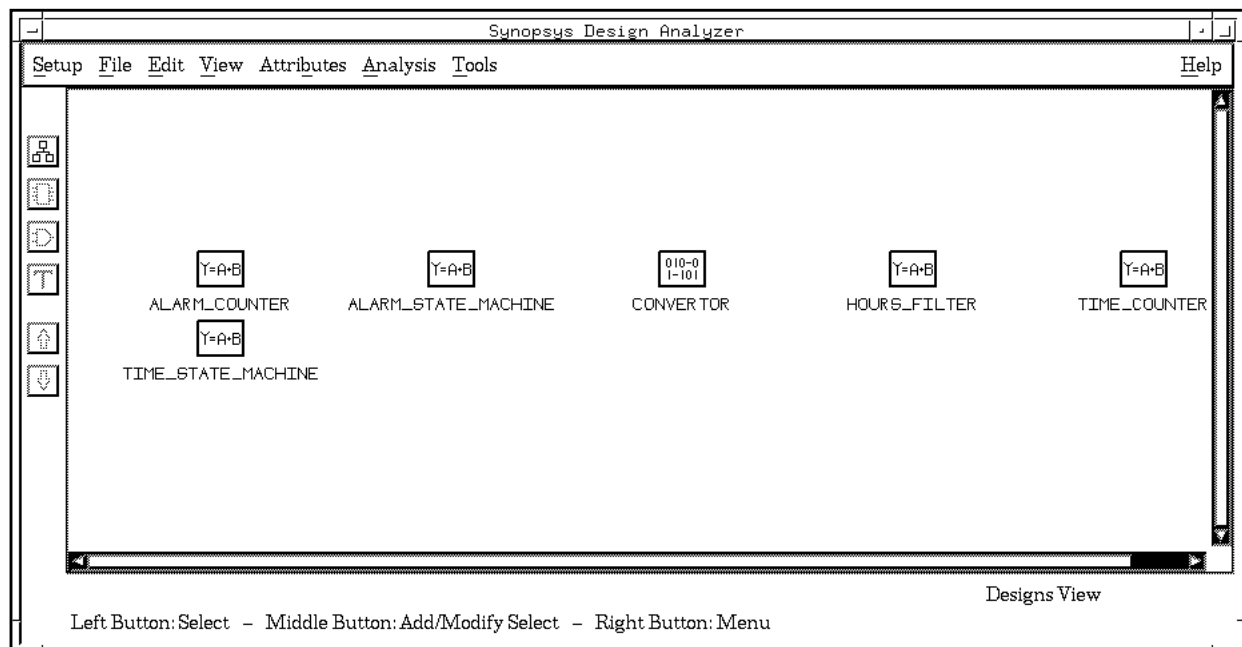 Synopsys Design Analyzer
Setup File Edit View Attributes Analysis Tools Help
Y=A+B Y=A+B 010-0 Y=A+B Y=A+B
1-101
ALARM_COUNTER ALARM_STATE_MACHINE CONVERTOR HOURS_FILTER TIME_COUNTER
Y=A+B
TIME_STATE_MACHINE
Designs View
Left Button: Select – Middle Button: Add/Modify Select – Right Button: Menu